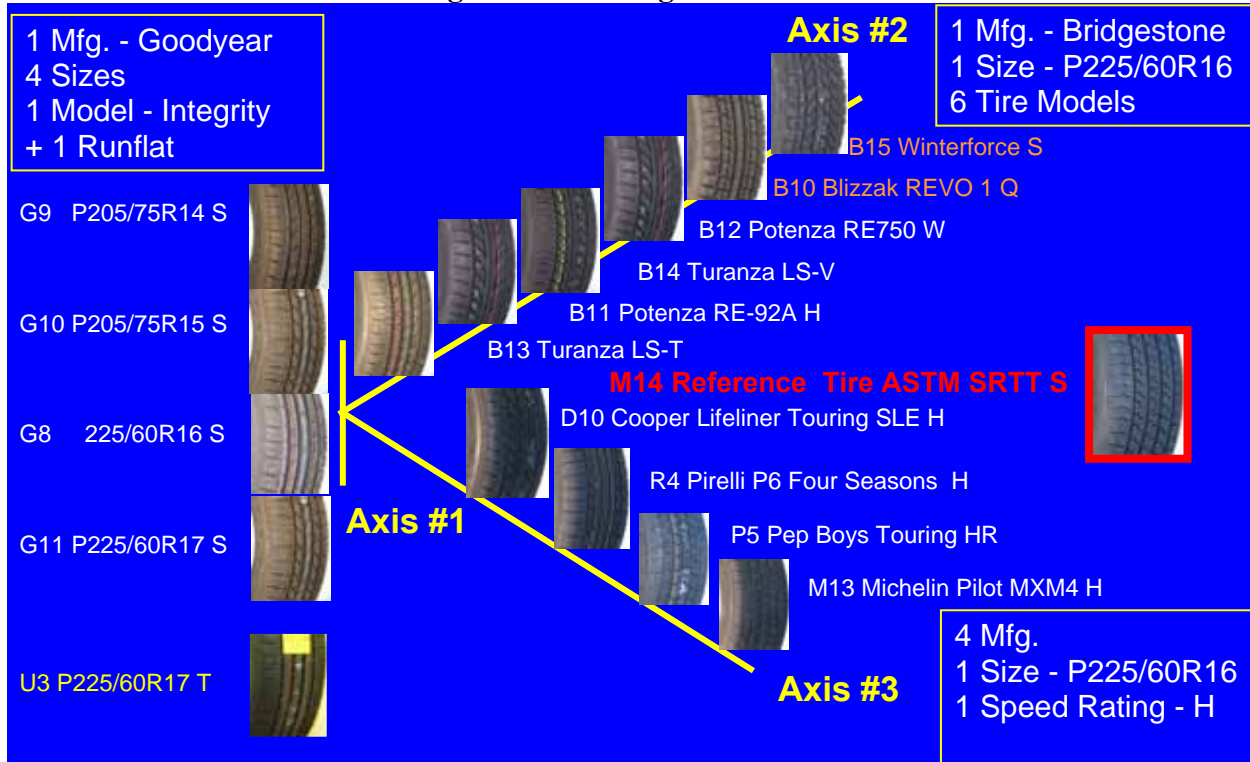 1 Mfg. - Goodyear
4 Sizes
1 Model - Integrity
+ 1 Runflat
Axis #2
1 Mfg. - Bridgestone
1 Size - P225/60R16
6 Tire Models
B15 Winterforce S
B10 Blizzak REVO 1 Q
B12 Potenza RE750 W
B14 Turanza LS-V
B11 Potenza RE-92A H
B13 Turanza LS-T
G9 P205/75R14 S
G10 P205/75R15 S
G8 225/60R16 S
G11 P225/60R17 S
U3 P225/60R17 T
Axis #1
M14 Reference Tire ASTM SRTT S
D10 Cooper Lifeliner Touring SLE H
R4 Pirelli P6 Four Seasons H
P5 Pep Boys Touring HR
M13 Michelin Pilot MXM4 H
Axis #3
4 Mfg.
1 Size - P225/60R16
1 Speed Rating - H